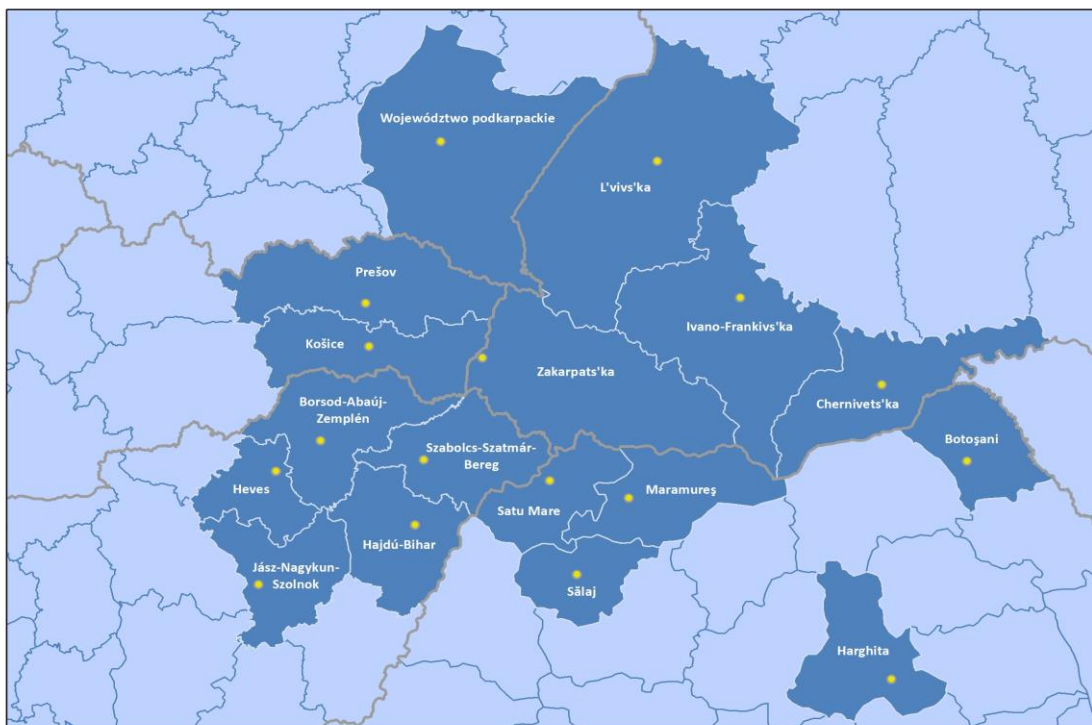 Województwo podkarpackie
L'vivs'ka
Prešov
Ivano-Frankivs'ka
Košice
Zakarpats'ka
Borsod-Abaúj-
Zemplén
Chernivets'ka
Szabolcs-Szatmár-
Bereg
Botoşani
Heves
Maramureş
Satu Mare
Hajdú-Bihar
Jász-Nagykun-
Szolnok
Sălaj
Harghita